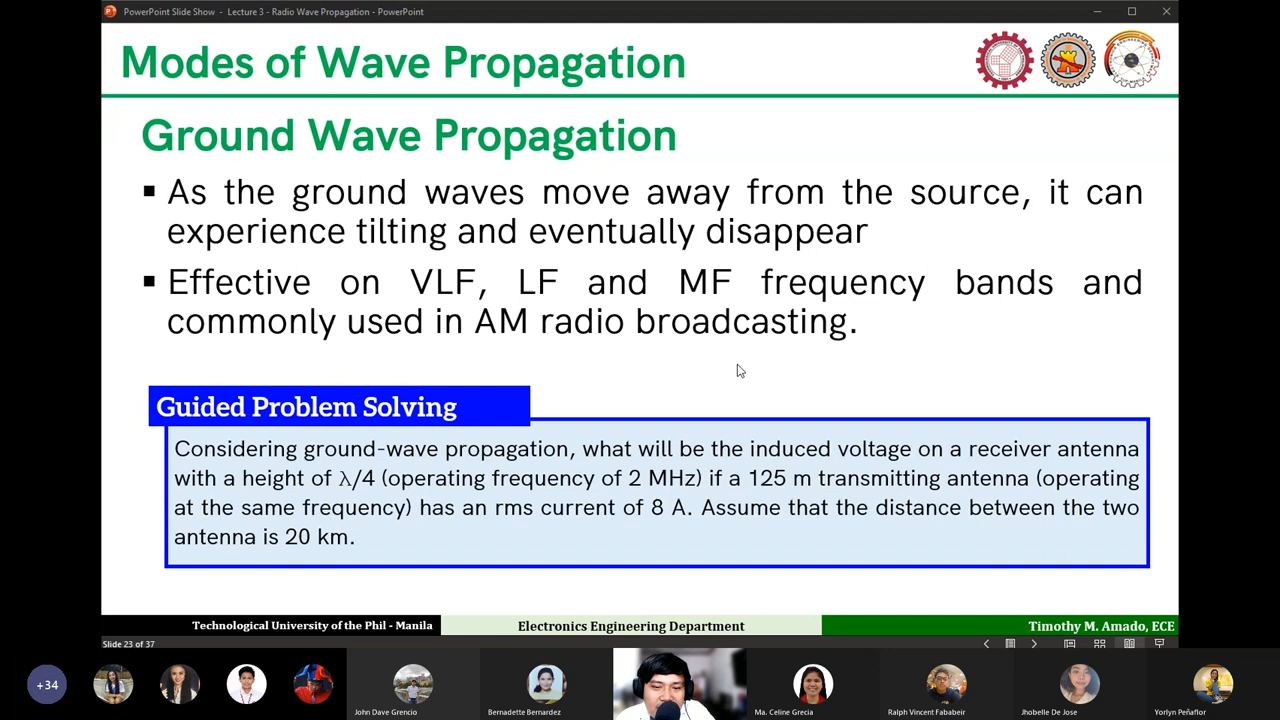 PowerPoint Slide Show - Lecture 3 - Radio Wave Propagation - PowerPoint
Modes of Wave Propagation
Ground Wave Propagation
▪ As the ground waves move away from the source, it can
experience tilting and eventually disappear
▪ Effective on VLF, LF and MF frequency bands and
commonly used in AM radio broadcasting.
Guided Problem Solving
Considering ground-wave propagation, what will be the induced voltage on a receiver antenna
with a height of λ/4 (operating frequency of 2 MHz) if a 125 m transmitting antenna (operating
at the same frequency) has an rms current of 8 A. Assume that the distance between the two
antenna is 20 km.
Technological University of the Phil - Manila
Electronics Engineering Department
Timothy M. Amado, ECE
Slide 23 of 37
+34
John Dave Grencio
Bernadette Bernardez
Ma. Celine Grecia
Ralph Vincent Fababeir
Jhobelle De Jose
Yorlyn Peñaflor